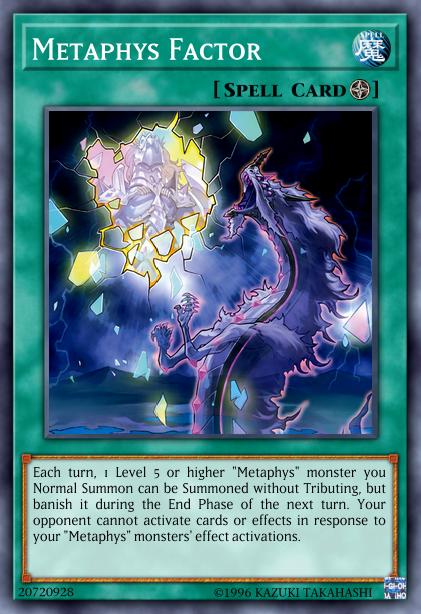 METAPHYS FACTOR
SPELL
魔
[SPELL CARD]
Each turn, 1 Level 5 or higher "Metaphys" monster you
Normal Summon can be Summoned without Tributing, but
banish it during the End Phase of the next turn. Your
opponent cannot activate cards or effects in response to
your "Metaphys" monsters' effect activations.
20720928
©1996 KAZUKI TAKAHASHI